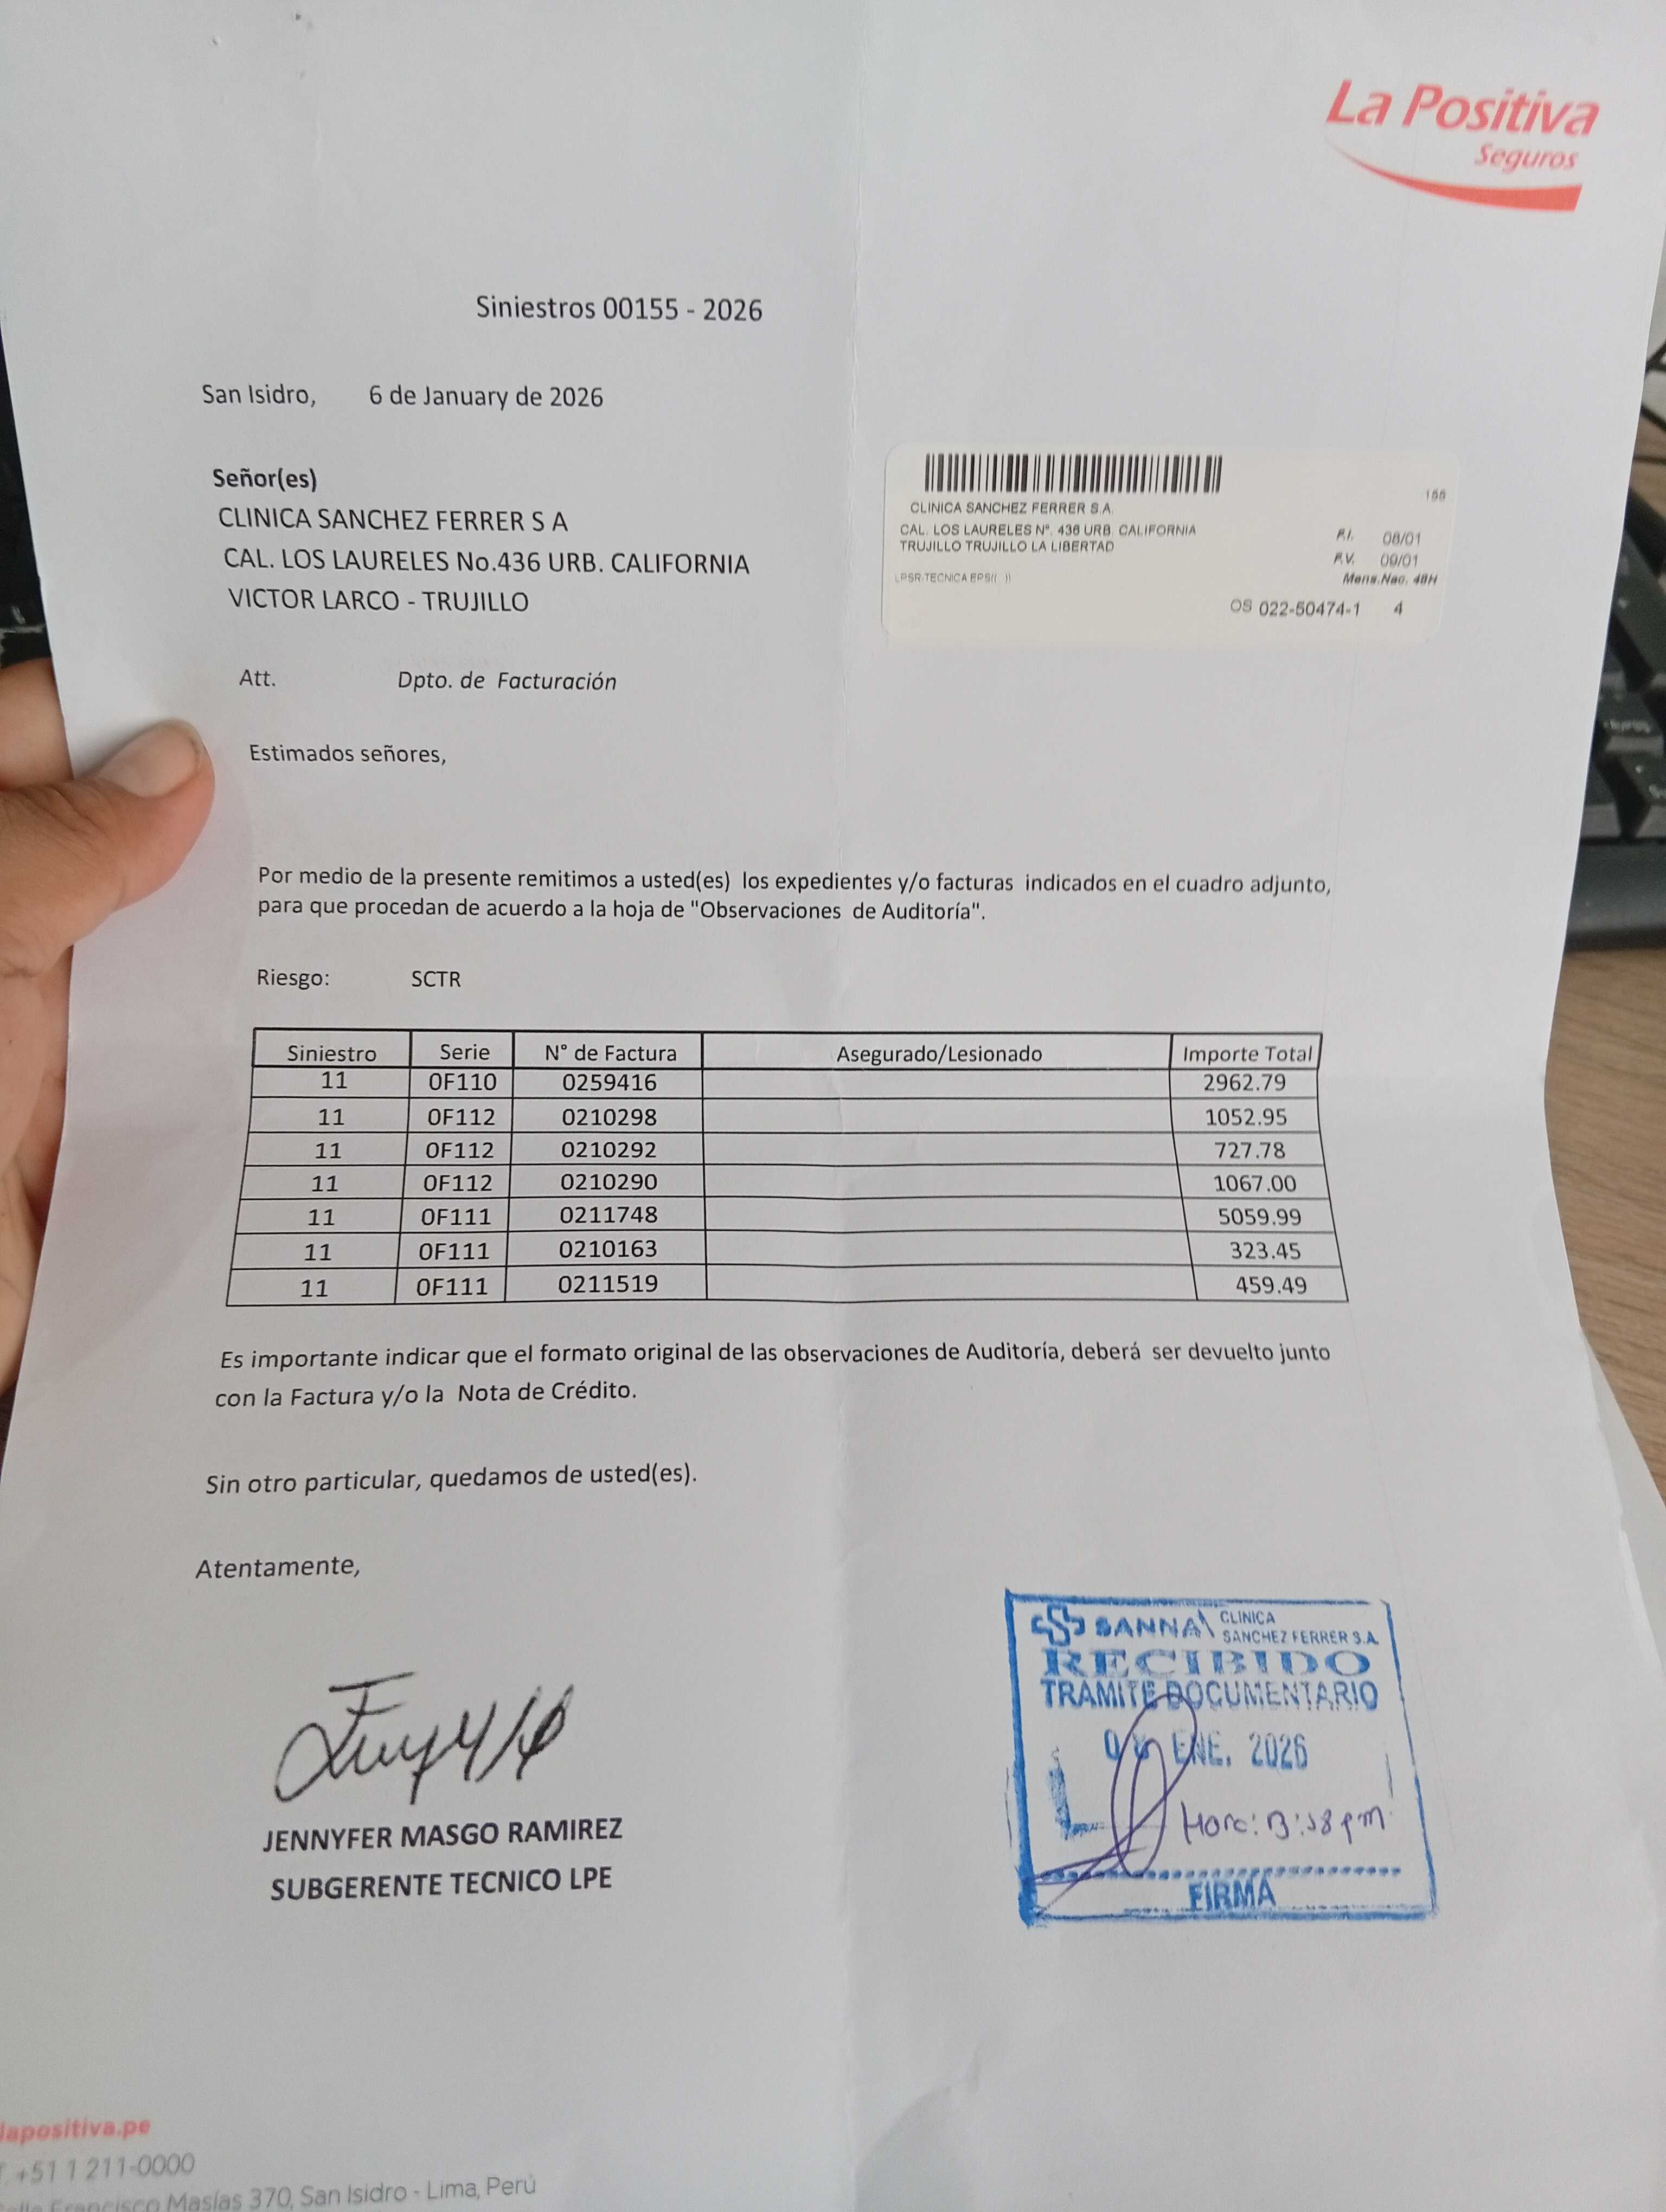 La Positiva
Seguros
Siniestros 00155 - 2026
San Isidro, 6 de January de 2026
Señor(es)
CLINICA SANCHEZ FERRER S A
CAL. LOS LAURELES No.436 URB. CALIFORNIA
VICTOR LARCO - TRUJILLO
155
CLINICA SANCHEZ FERRER S.A.
CAL. LOS LAURELES N°. 436 URB. CALIFORNIA
TRUJILLO TRUJILLO LA LIBERTAD
F.I. 08/01
F.V. 09/01
LPSR-TECNICA EPS(( ))
Mens.Nac. 48H
OS 022-50474-1 4
Att. Dpto. de Facturación
Estimados señores,
Por medio de la presente remitimos a usted(es) los expedientes y/o facturas indicados en el cuadro adjunto,
para que procedan de acuerdo a la hoja de "Observaciones de Auditoría".
Riesgo: SCTR
Siniestro Serie N° de Factura Asegurado/Lesionado Importe Total
11 0F110 0259416 2962.79
11 0F112 0210298 1052.95
11 0F112 0210292 727.78
11 0F112 0210290 1067.00
11 0F111 0211748 5059.99
11 0F111 0210163 323.45
11 0F111 0211519 459.49
Es importante indicar que el formato original de las observaciones de Auditoría, deberá ser devuelto junto
con la Factura y/o la Nota de Crédito.
Sin otro particular, quedamos de usted(es).
Atentamente,
JENNYFER MASGO RAMIREZ
SUBGERENTE TECNICO LPE
SANNA CLINICA
SANCHEZ FERRER S.A.
RECIBIDO
TRAMITE DOCUMENTARIO
ENE. 2026
Hora:
FIRMA
lapositiva.pe
T. +51 1 211-0000
Calle Francisco Masías 370, San Isidro - Lima, Perú